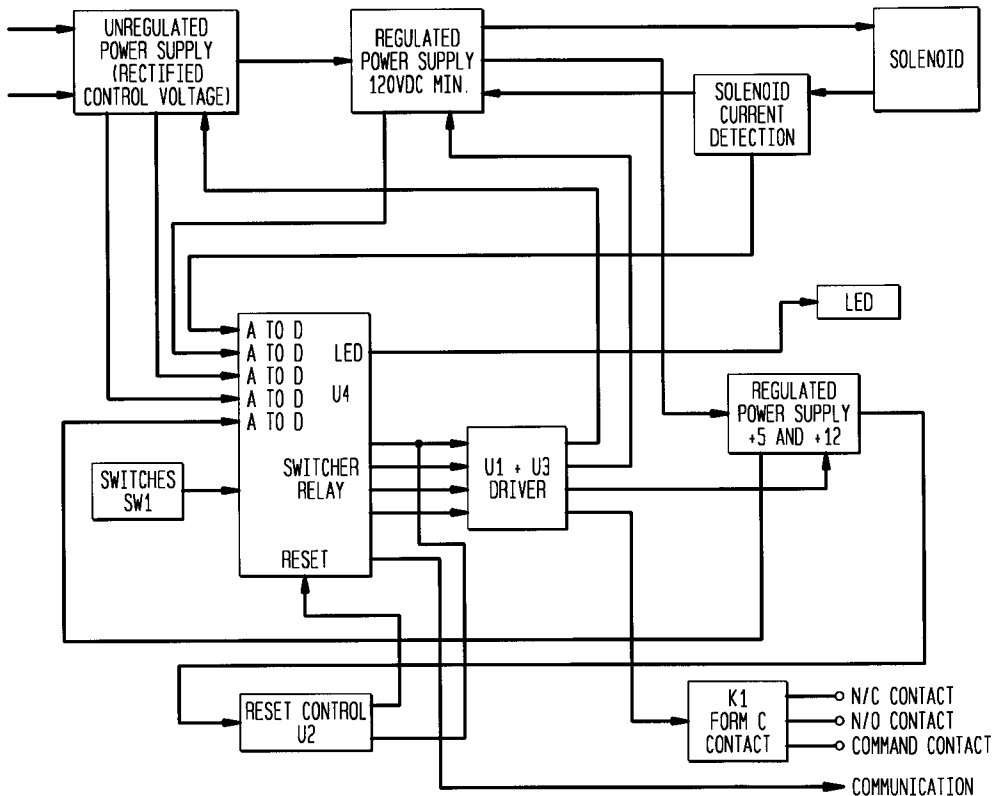 UNREGULATED
POWER SUPPLY
(RECTIFIED
CONTROL VOLTAGE)
REGULATED
POWER SUPPLY
120VDC MIN.
SOLENOID
SOLENOID
CURRENT
DETECTION
LED
A TO D
A TO D
A TO D
A TO D
A TO D
LED
U4
SWITCHER
RELAY
RESET
SWITCHES
SW1
U1 + U3
DRIVER
REGULATED
POWER SUPPLY
+5 AND +12
RESET CONTROL
U2
K1
FORM C
CONTACT
N/C CONTACT
N/O CONTACT
COMMAND CONTACT
COMMUNICATION